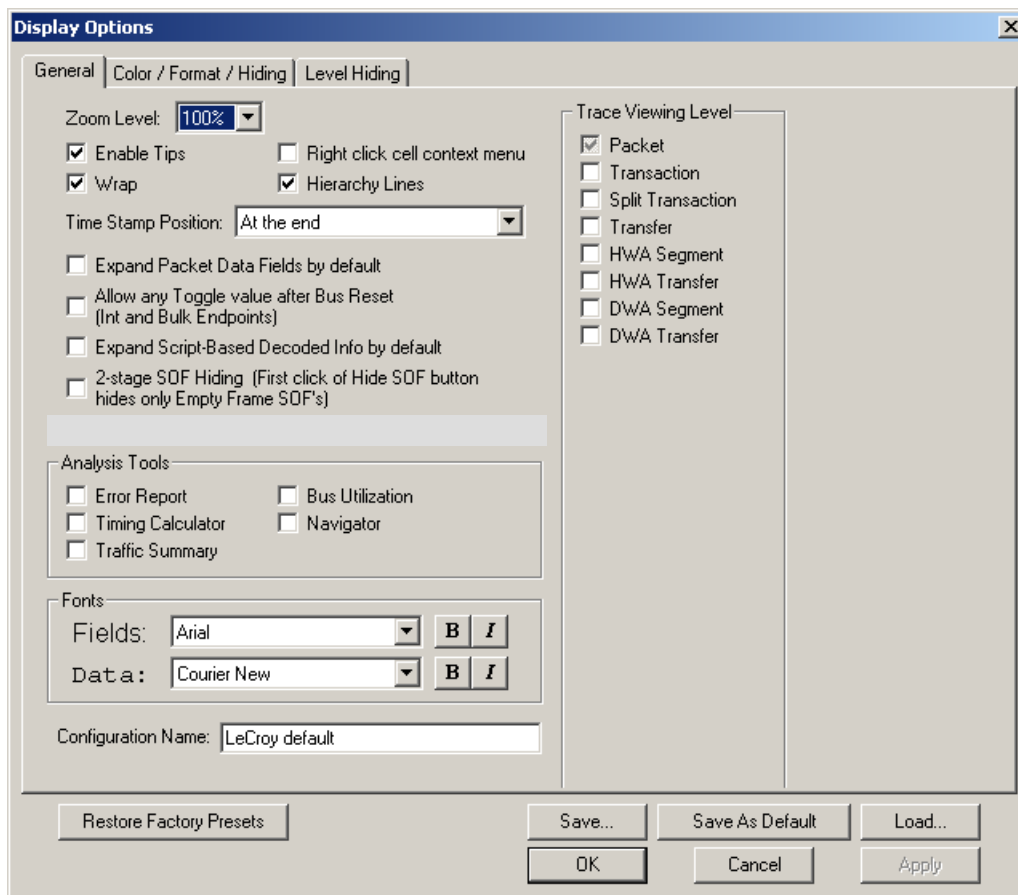 Display Options
General
Color / Format / Hiding
Level Hiding
Zoom Level: 100%
Enable Tips
Right click cell context menu
Wrap
Hierarchy Lines
Time Stamp Position: At the end
Expand Packet Data Fields by default
Allow any Toggle value after Bus Reset
(Int and Bulk Endpoints)
Expand Script-Based Decoded Info by default
2-stage SOF Hiding (First click of Hide SOF button
hides only Empty Frame SOF's)
Analysis Tools
Error Report
Bus Utilization
Timing Calculator
Navigator
Traffic Summary
Fonts
Fields: Arial B I
Data: Courier New B I
Configuration Name: LeCroy default
Trace Viewing Level
Packet
Transaction
Split Transaction
Transfer
HWA Segment
HWA Transfer
DWA Segment
DWA Transfer
Restore Factory Presets
Save...
Save As Default
Load...
OK
Cancel
Apply